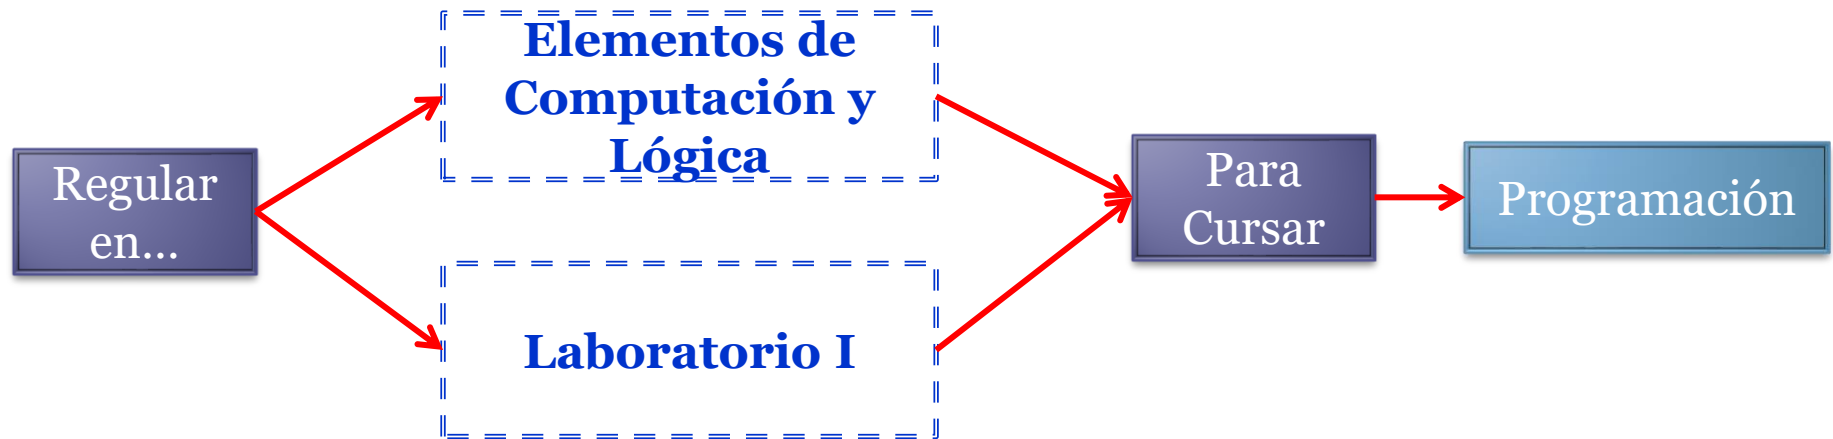 Regular
en...
Elementos de
Computación y
Lógica
Laboratorio I
Para
Cursar
Programación